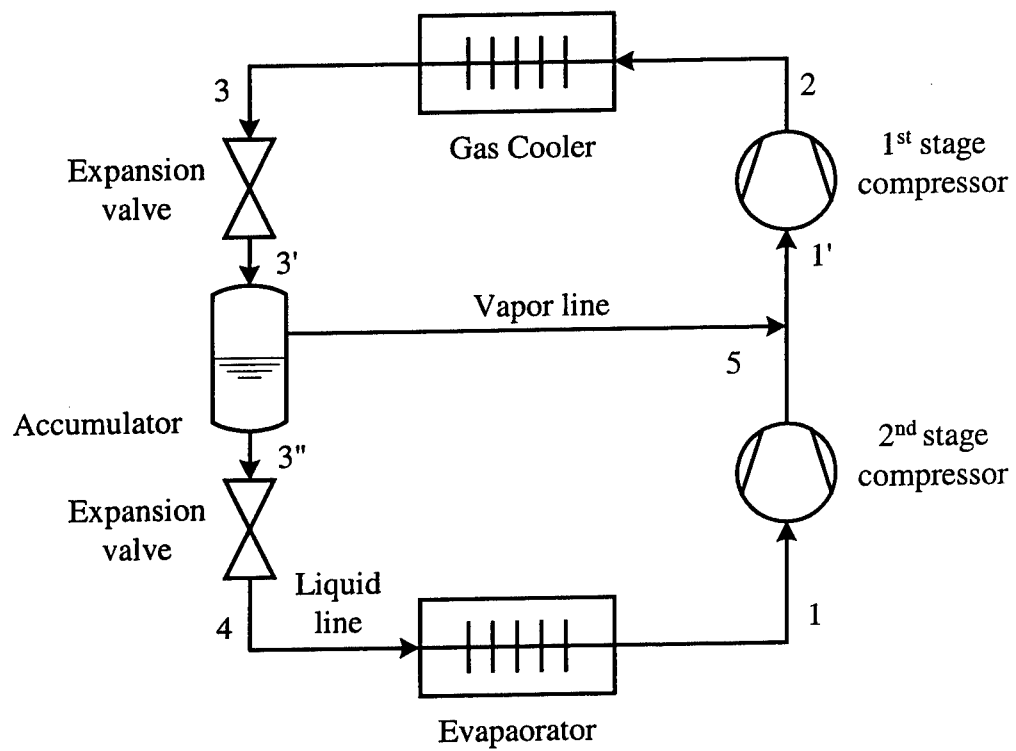 3
2
Gas Cooler
1st stage
compressor
Expansion
valve
3'
1'
Vapor line
5
Accumulator
3"
2nd stage
compressor
Expansion
valve
Liquid
line
4
1
Evapaorator